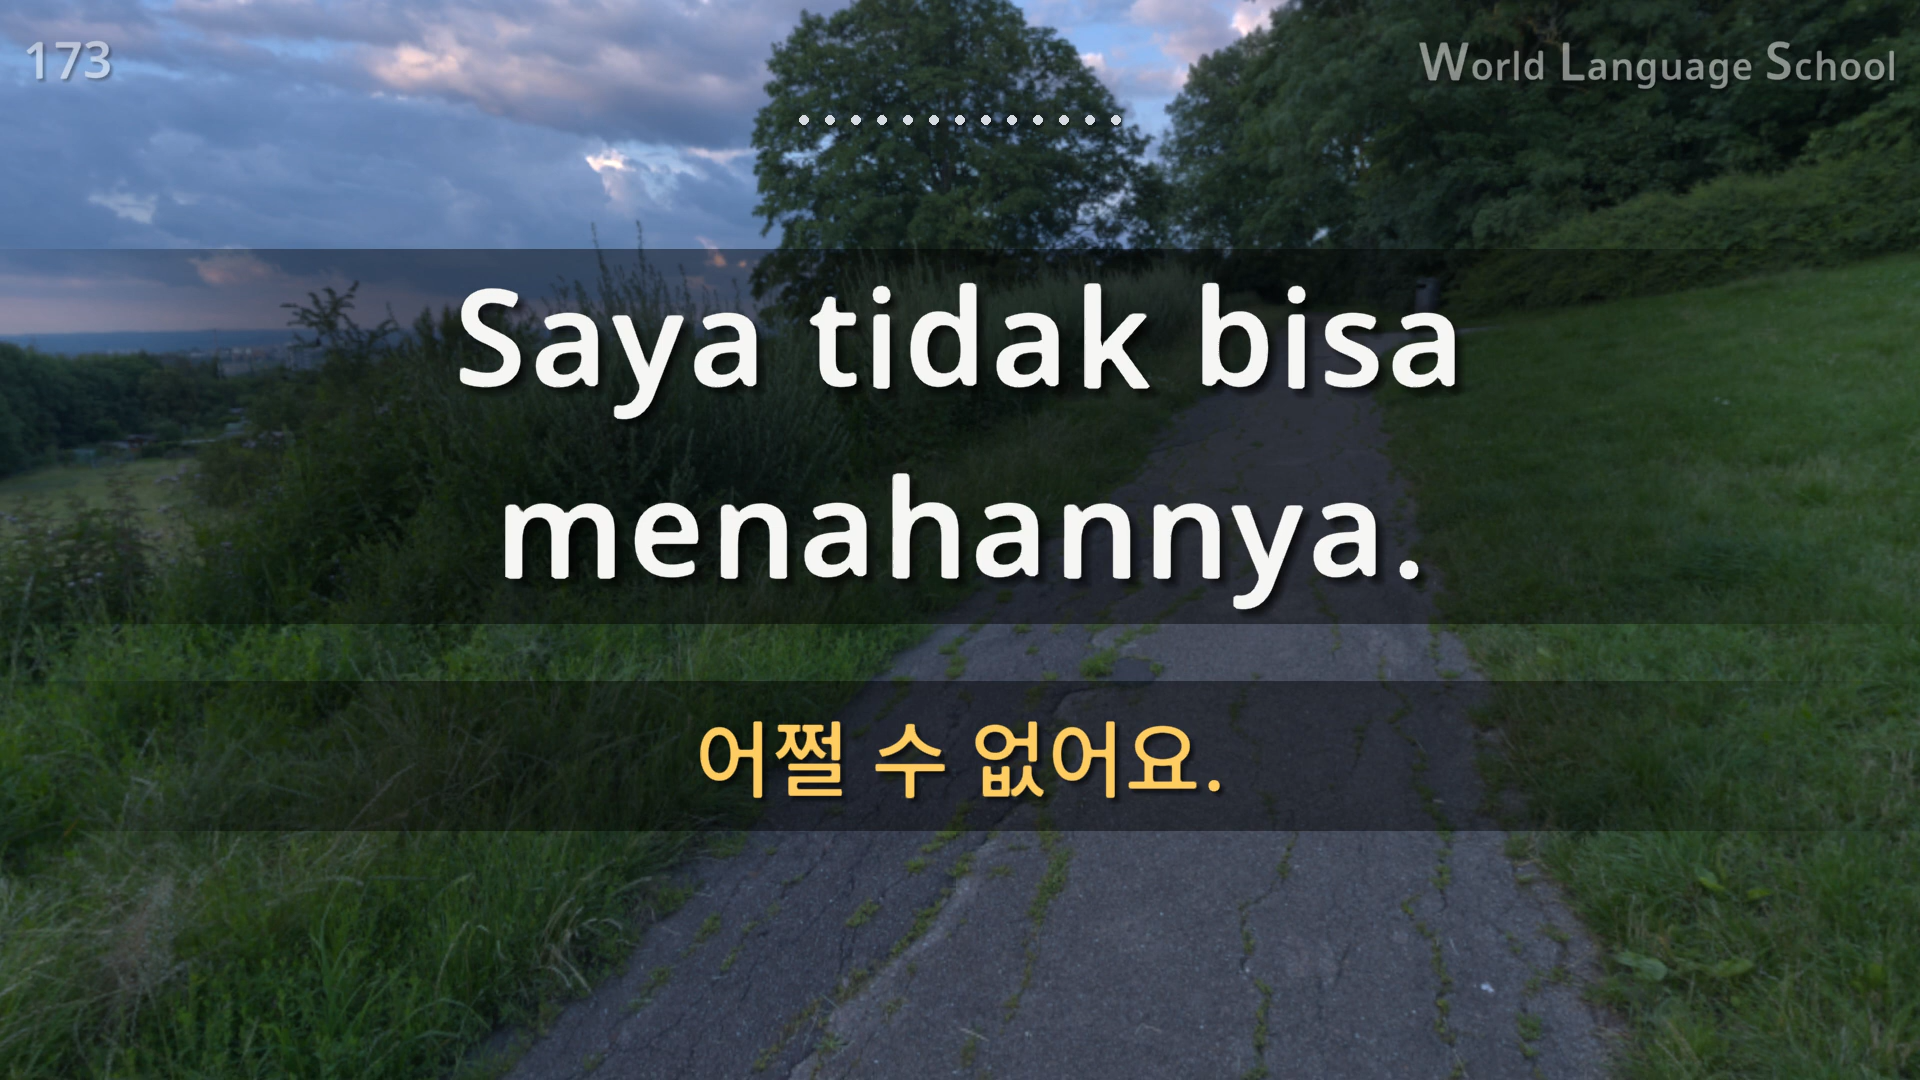 173
World Language School
Saya tidak bisa
menahannya.
어쩔 수 없어요.